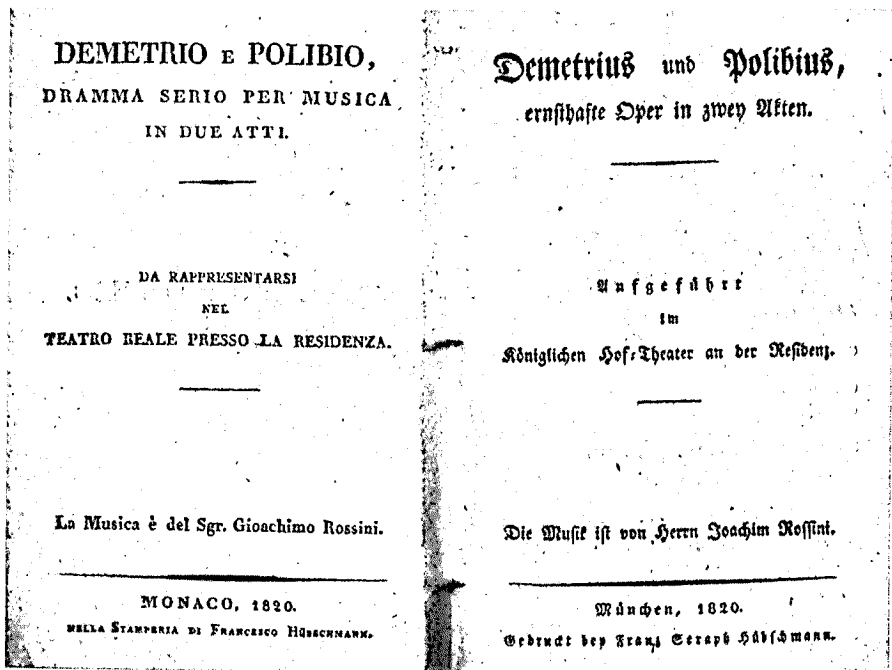 DEMETRIO E POLIBIO,
DRAMMA SERIO PER MUSICA
IN DUE ATTI.
DA RAPPRESENTARSI
NEL
TEATRO REALE PRESSO LA RESIDENZA.
La Musica è del Sgr. Gioachimo Rossini.
MONACO, 1820.
NELLA STAMPERIA DI FRANCESCO HÜBSCHMANN.
Demetrius und Polibius,
ernsthafte Oper in zwey Akten.
Aufgeführt
im
Königlichen Hof-Theater an der Residenz.
Die Musik ist von Herrn Joachim Rossini.
München, 1820.
Gedruckt bey Franz Seraph Hübschmann.